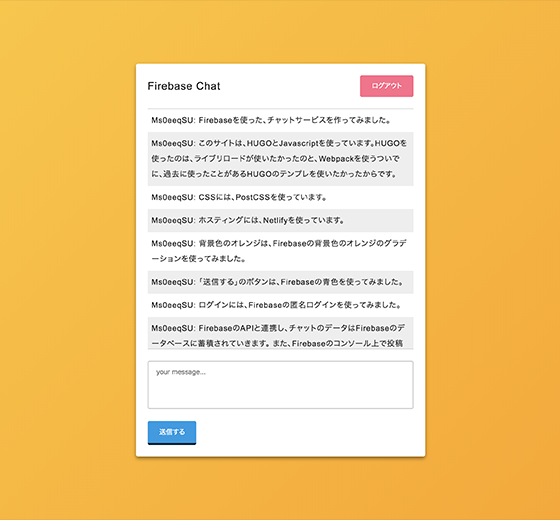 Firebase Chat
ログアウト
Ms0eeqSU: Firebaseを使った、チャットサービスを作ってみました。
Ms0eeqSU: このサイトは、HUGOとJavascriptを使っています。HUGOを
使ったのは、ライブリロードが使いたかったのと、Webpackを使うついで
に、過去に使ったことがあるHUGOのテンプレを使いたかったからです。
Ms0eeqSU: CSSには、PostCSSを使っています。
Ms0eeqSU: ホスティングには、Netlifyを使っています。
Ms0eeqSU: 背景色のオレンジは、Firebaseの背景色のオレンジのグラデ
ーションを使ってみました。
Ms0eeqSU: 「送信する」のボタンは、Firebaseの青色を使ってみました。
Ms0eeqSU: ログインには、Firebaseの匿名ログインを使ってみました。
Ms0eeqSU: FirebaseのAPIと連携し、チャットのデータはFirebaseのデ
ータベースに蓄積されていきます。また、Firebaseのコンソール上で投稿
your message...
送信する